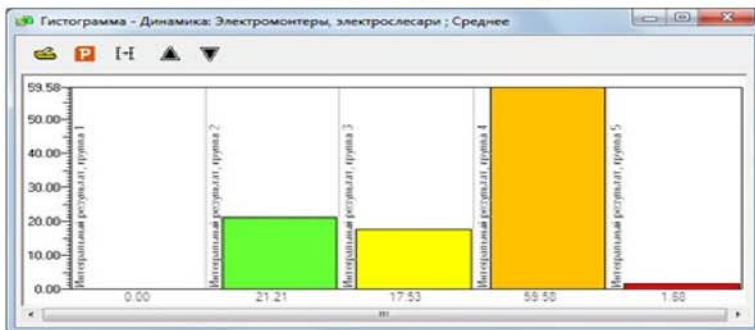 Гистограмма - Динамика: Электромонтеры, электрослесари ; Среднее
P
59.58
50.00
40.00
30.00
20.00
10.00
0.00
Интегральный результат, группа 1
Интегральный результат, группа 2
Интегральный результат, группа 3
Интегральный результат, группа 4
Интегральный результат, группа 5
0.00 21.21 17.53 59.58 1.68